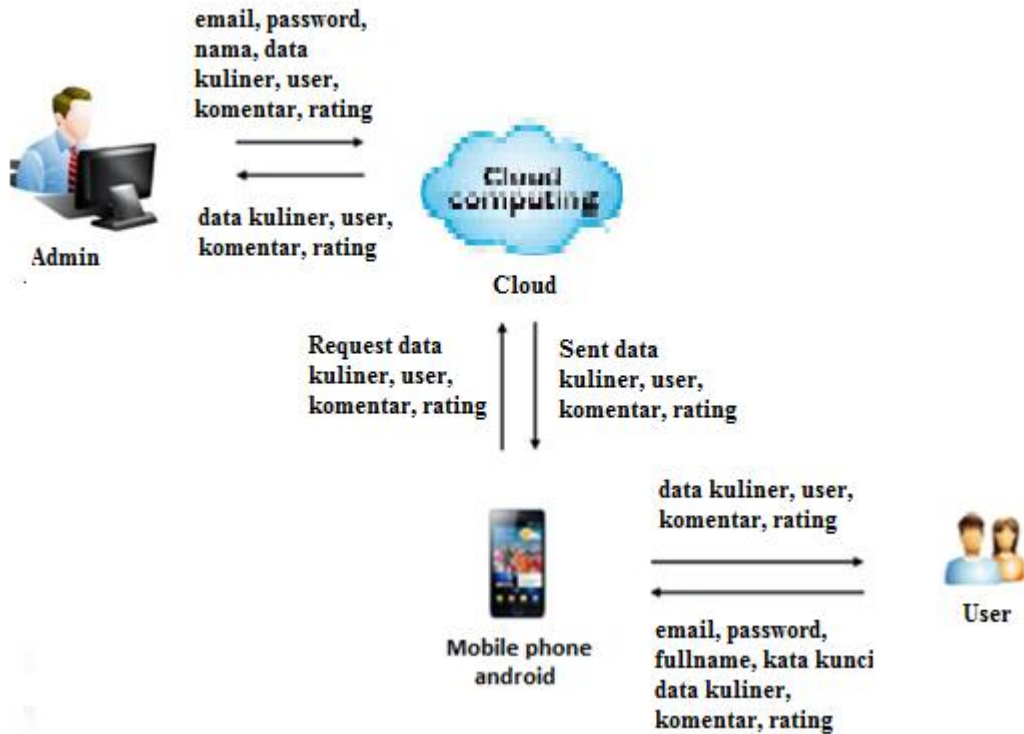 email, password,
nama, data
kuliner, user,
komentar, rating
Cloud
computing
data kuliner, user,
komentar, rating
Admin
Cloud
Request data
kuliner, user,
komentar, rating
Sent data
kuliner, user,
komentar, rating
data kuliner, user,
komentar, rating
User
Mobile phone
android
email, password,
fullname, kata kunci
data kuliner,
komentar, rating